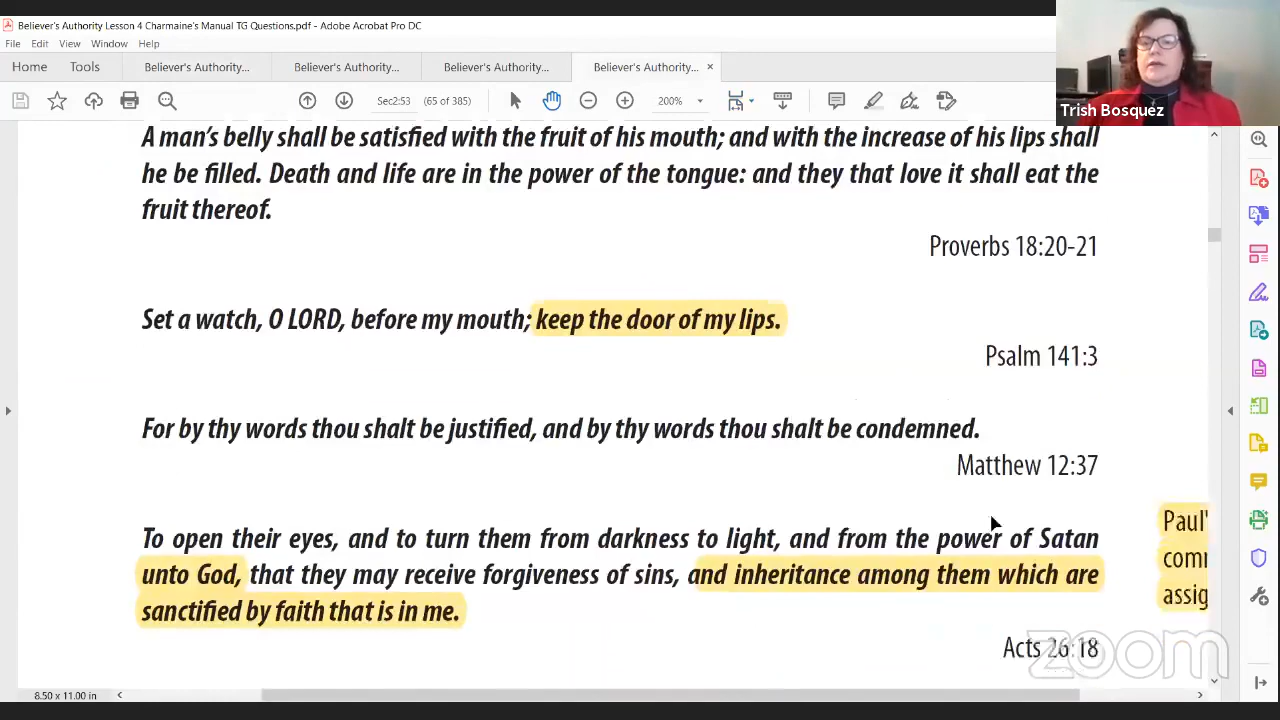 Believer's Authority Lesson 4 Charmaine's Manual TG Questions.pdf - Adobe Acrobat Pro DC
File Edit View Window Help
Home Tools Believer's Authority... Believer's Authority... Believer's Authority... Believer's Authority... ×
Sec2:53 (65 of 385) 200%
Trish Bosquez
A man's belly shall be satisfied with the fruit of his mouth; and with the increase of his lips shall
he be filled. Death and life are in the power of the tongue: and they that love it shall eat the
fruit thereof.
Proverbs 18:20-21
Set a watch, O LORD, before my mouth; keep the door of my lips.
Psalm 141:3
For by thy words thou shalt be justified, and by thy words thou shalt be condemned.
Matthew 12:37
To open their eyes, and to turn them from darkness to light, and from the power of Satan
unto God, that they may receive forgiveness of sins, and inheritance among them which are
sanctified by faith that is in me.
Acts 26:18
Paul'
com
assig
zoom
8.50 x 11.00 in